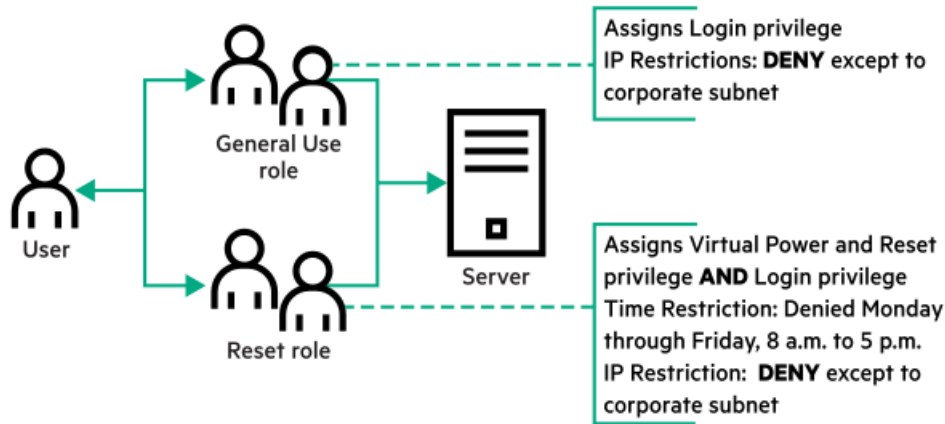 Assigns Login privilege
IP Restrictions: DENY except to
corporate subnet
General Use
role
User
Server
Reset role
Assigns Virtual Power and Reset
privilege AND Login privilege
Time Restriction: Denied Monday
through Friday, 8 a.m. to 5 p.m.
IP Restriction: DENY except to
corporate subnet